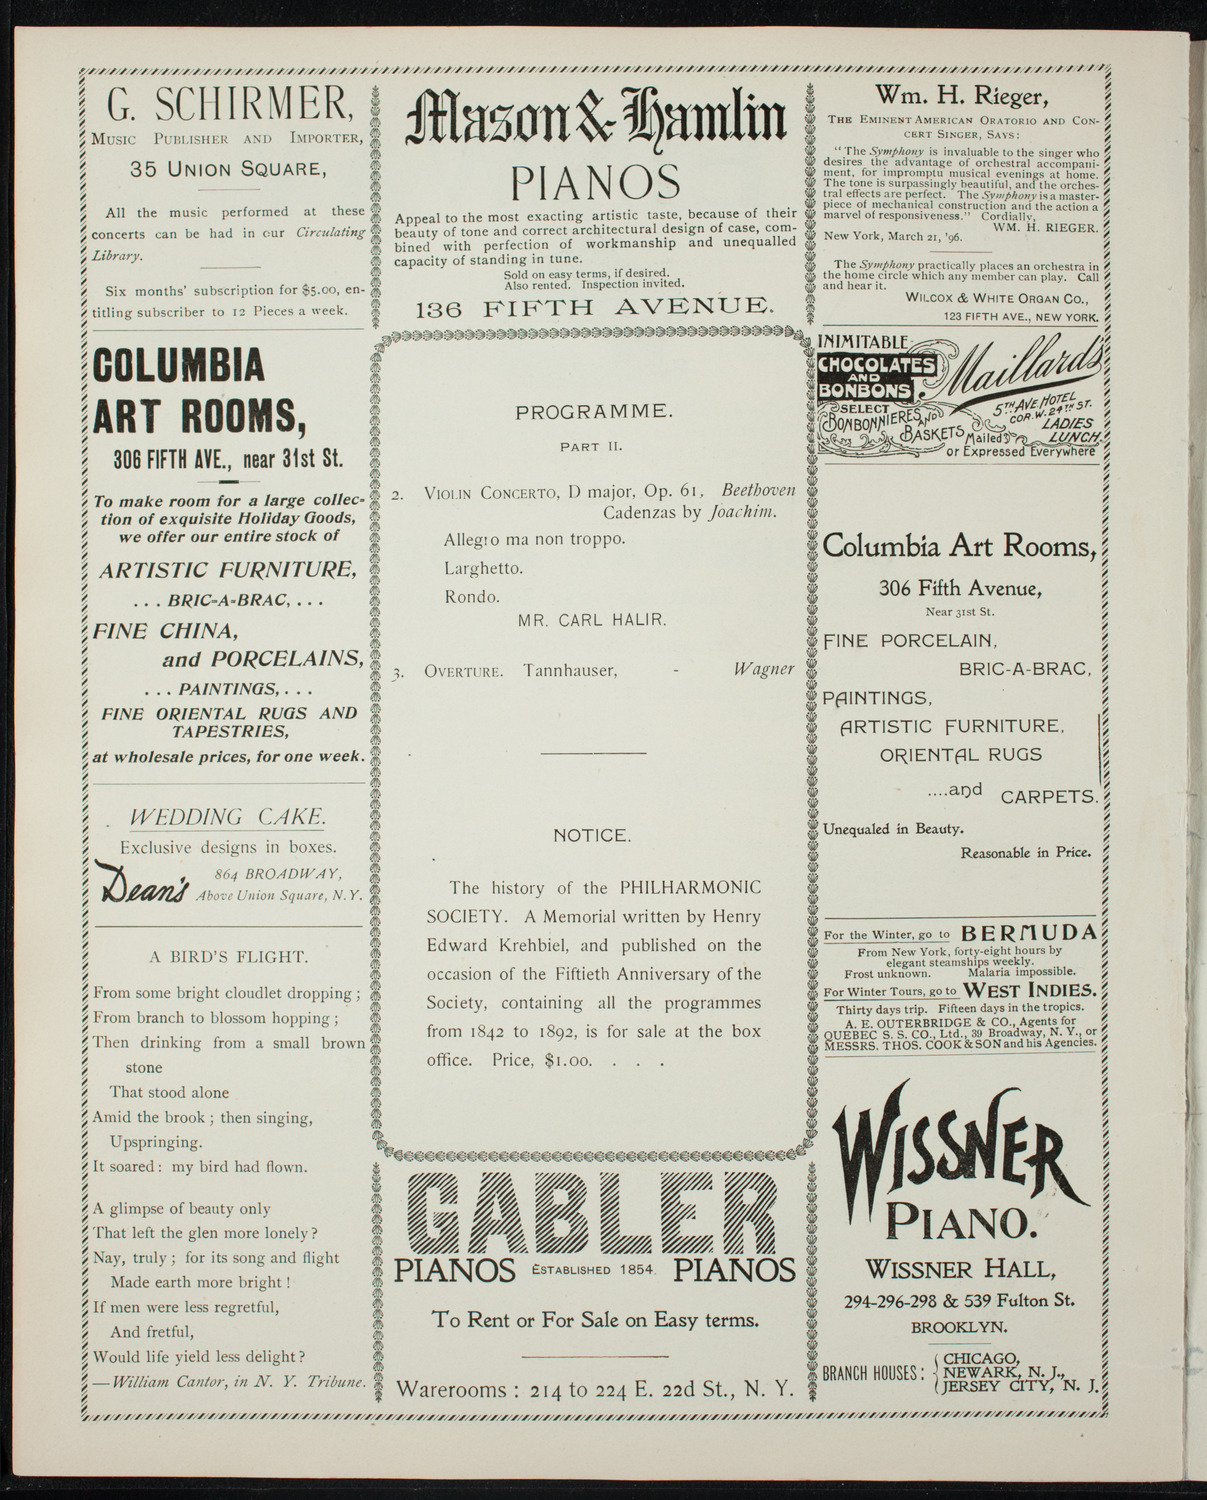 G. SCHIRMER,
MUSIC PUBLISHER AND IMPORTER,
35 UNION SQUARE,
All the music performed at these
concerts can be had in our Circulating
Library.
Six months' subscription for $5.00, en-
titling subscriber to 12 Pieces a week.
COLUMBIA
ART ROOMS,
306 FIFTH AVE., near 31st St.
To make room for a large collec-
tion of exquisite Holiday Goods,
we offer our entire stock of
ARTISTIC FURNITURE,
. . . BRIC-A-BRAC, . . .
FINE CHINA,
and PORCELAINS,
. . . PAINTINGS, . . .
FINE ORIENTAL RUGS AND
TAPESTRIES,
at wholesale prices, for one week.
WEDDING CAKE.
Exclusive designs in boxes.
Dean's
864 BROADWAY,
Above Union Square, N. Y.
A BIRD'S FLIGHT.
From some bright cloudlet dropping ;
From branch to blossom hopping ;
Then drinking from a small brown
stone
That stood alone
Amid the brook ; then singing,
Upspringing.
It soared : my bird had flown.
A glimpse of beauty only
That left the glen more lonely ?
Nay, truly ; for its song and flight
Made earth more bright !
If men were less regretful,
And fretful,
Would life yield less delight ?
—William Cantor, in N. Y. Tribune.
Mason & Hamlin
PIANOS
Appeal to the most exacting artistic taste, because of their
beauty of tone and correct architectural design of case, com-
bined with perfection of workmanship and unequalled
capacity of standing in tune.
Sold on easy terms, if desired.
Also rented. Inspection invited.
136 FIFTH AVENUE.
PROGRAMME.
PART II.
2. VIOLIN CONCERTO, D major, Op. 61, Beethoven
Cadenzas by Joachim.
Allegro ma non troppo.
Larghetto.
Rondo.
MR. CARL HALIR.
3. OVERTURE. Tannhauser, - Wagner
NOTICE.
The history of the PHILHARMONIC
SOCIETY. A Memorial written by Henry
Edward Krehbiel, and published on the
occasion of the Fiftieth Anniversary of the
Society, containing all the programmes
from 1842 to 1892, is for sale at the box
office. Price, $1.00. . . .
GABLER
PIANOS ESTABLISHED 1854. PIANOS
To Rent or For Sale on Easy terms.
Warerooms : 214 to 224 E. 22d St., N. Y.
Wm. H. Rieger,
THE EMINENT AMERICAN ORATORIO AND CON-
CERT SINGER, SAYS :
"The Symphony is invaluable to the singer who
desires the advantage of orchestral accompani-
ment, for impromptu musical evenings at home.
The tone is surpassingly beautiful, and the orches-
tral effects are perfect. The Symphony is a master-
piece of mechanical construction and the action a
marvel of responsiveness." Cordially,
WM. H. RIEGER.
New York, March 21, '96.
The Symphony practically places an orchestra in
the home circle which any member can play. Call
and hear it.
WILCOX & WHITE ORGAN CO.,
123 FIFTH AVE., NEW YORK.
INIMITABLE
CHOCOLATES
AND
BONBONS
Maillards
SELECT
BONBONNIERES AND
BASKETS
5TH AVE HOTEL
COR. W. 24TH ST.
LADIES
LUNCH.
Mailed
or Expressed Everywhere
Columbia Art Rooms,
306 Fifth Avenue,
Near 31st St.
FINE PORCELAIN,
BRIC-A-BRAC,
PAINTINGS,
ARTISTIC FURNITURE,
ORIENTAL RUGS
....and CARPETS.
Unequaled in Beauty.
Reasonable in Price.
For the Winter, go to BERMUDA
From New York, forty-eight hours by
elegant steamships weekly.
Frost unknown. Malaria impossible.
For Winter Tours, go to WEST INDIES.
Thirty days trip. Fifteen days in the tropics.
A. E. OUTERBRIDGE & CO., Agents for
QUEBEC S. S. CO., Ltd., 39 Broadway, N. Y., or
MESSRS. THOS. COOK & SON and his Agencies.
WISSNER
PIANO.
WISSNER HALL,
294-296-298 & 539 Fulton St.
BROOKLYN.
BRANCH HOUSES :
CHICAGO,
NEWARK, N. J.,
JERSEY CITY, N. J.